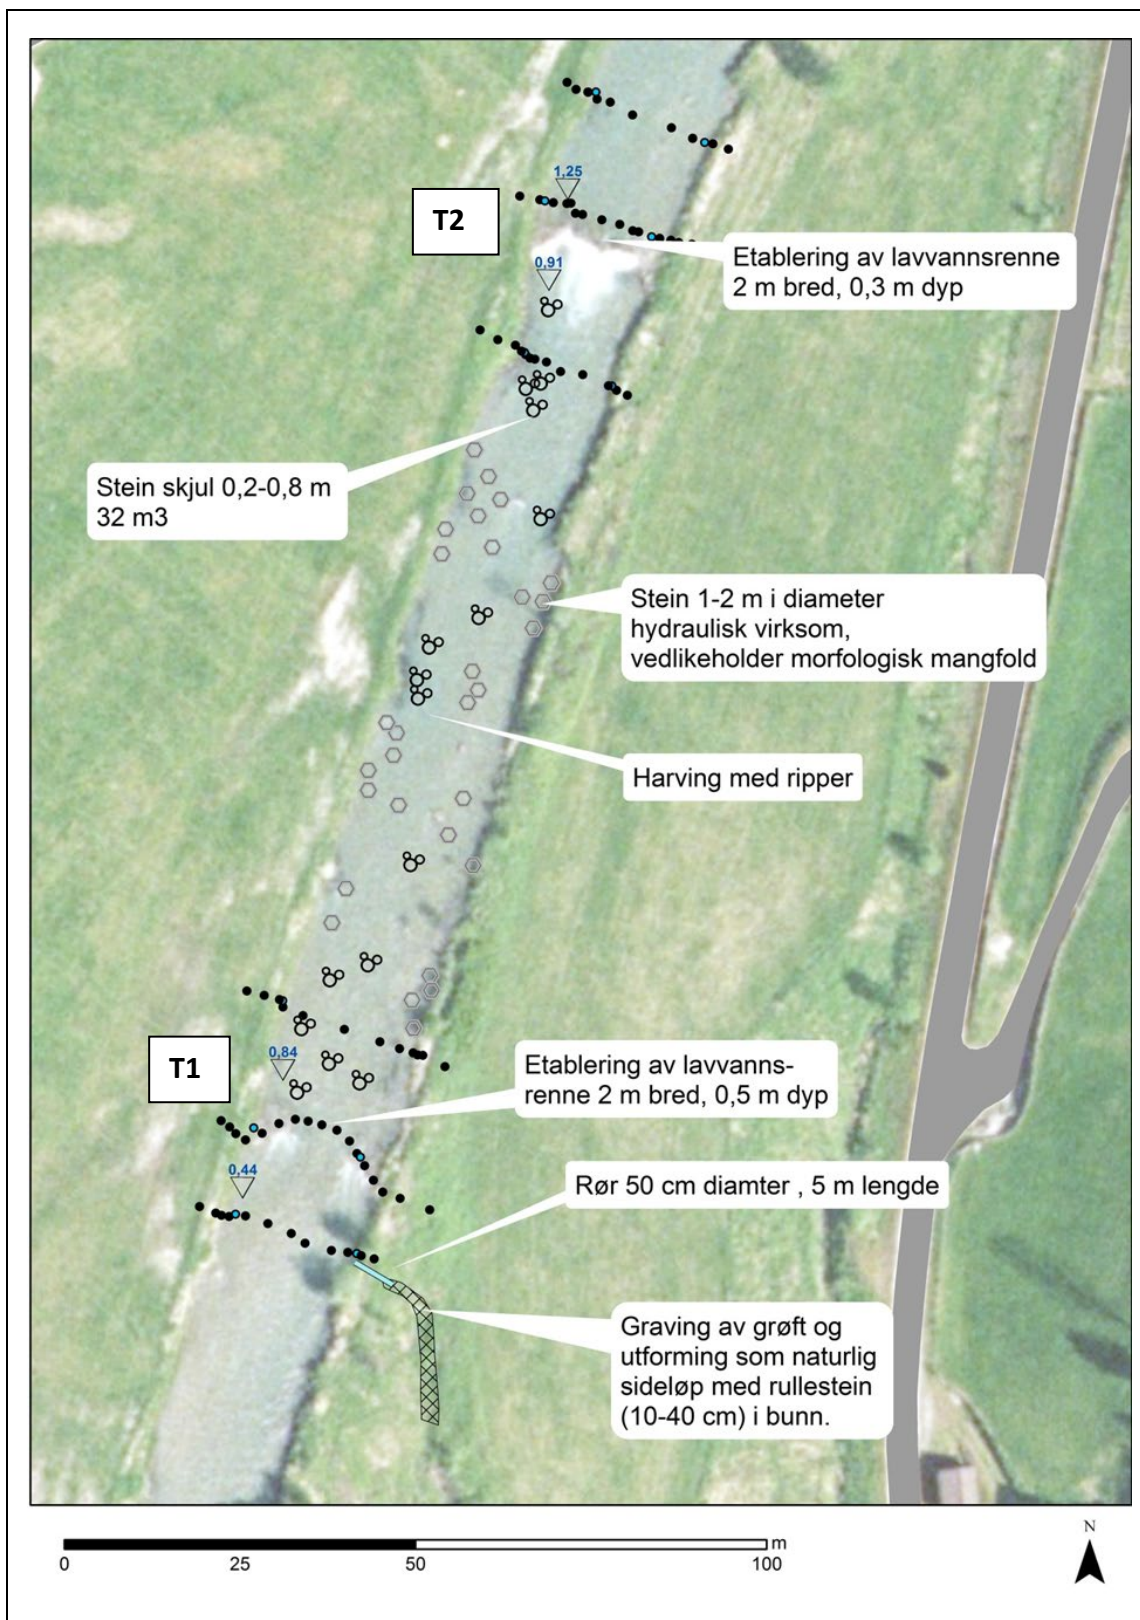 1,25
T2
Etablering av lavvannsrenne
2 m bred, 0,3 m dyp
0,91
Stein skjul 0,2-0,8 m
32 m3
Stein 1-2 m i diameter
hydraulisk virksom,
vedlikeholder morfologisk mangfold
Harving med ripper
T1
0,84
Etablering av lavvanns-
renne 2 m bred, 0,5 m dyp
0,44
Rør 50 cm diamter , 5 m lengde
Graving av grøft og
utforming som naturlig
sideløp med rullestein
(10-40 cm) i bunn.
N
m
0 25 50 100